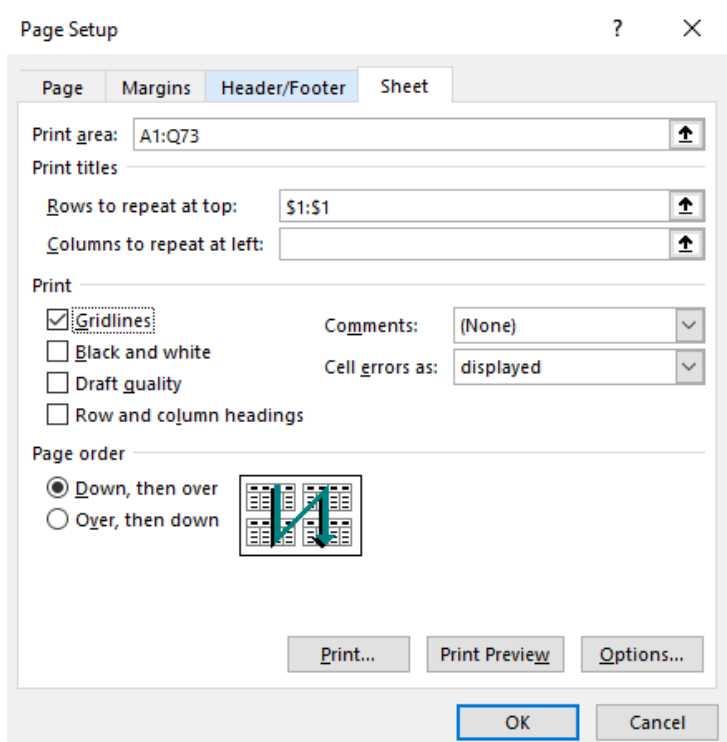 Page Setup ? ×
Page Margins Header/Footer Sheet
Print area: A1:Q73
Print titles
Rows to repeat at top: $1:$1
Columns to repeat at left:
Print
Gridlines Comments: (None)
Black and white Cell errors as: displayed
Draft quality
Row and column headings
Page order
Down, then over
Over, then down
Print... Print Preview Options...
OK Cancel